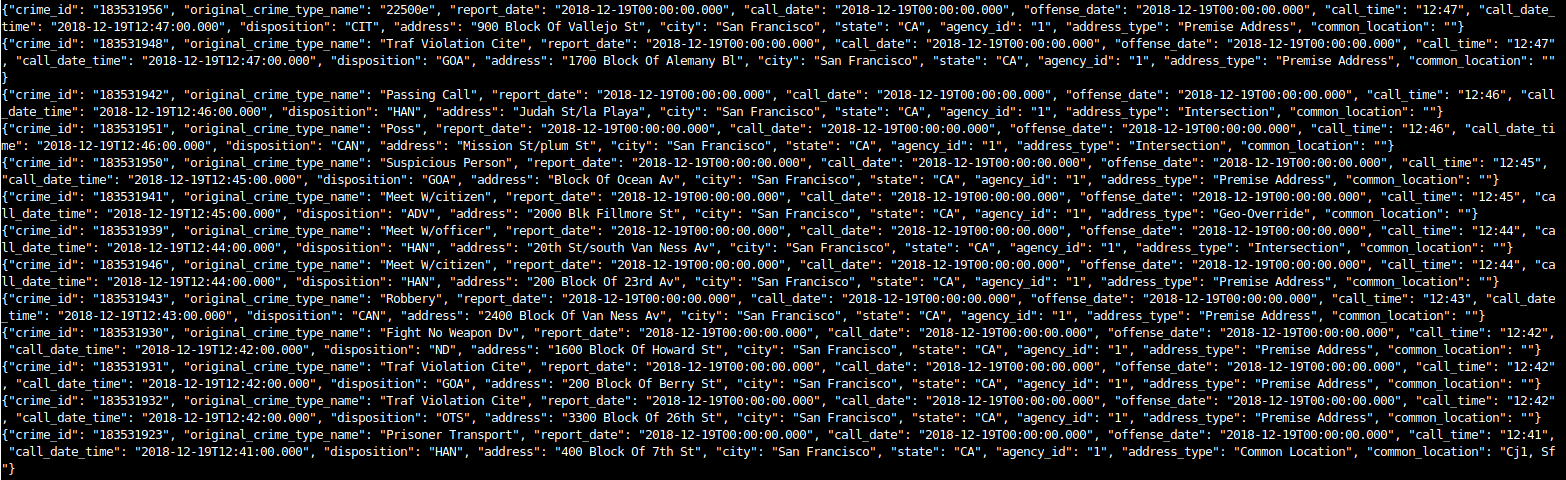 {"crime_id": "183531956", "original_crime_type_name": "22500e", "report_date": "2018-12-19T00:00:00.000", "call_date": "2018-12-19T00:00:00.000", "offense_date": "2018-12-19T00:00:00.000", "call_time": "12:47", "call_date_
time": "2018-12-19T12:47:00.000", "disposition": "CIT", "address": "900 Block Of Vallejo St", "city": "San Francisco", "state": "CA", "agency_id": "1", "address_type": "Premise Address", "common_location": ""}
{"crime_id": "183531948", "original_crime_type_name": "Traf Violation Cite", "report_date": "2018-12-19T00:00:00.000", "call_date": "2018-12-19T00:00:00.000", "offense_date": "2018-12-19T00:00:00.000", "call_time": "12:47"
, "call_date_time": "2018-12-19T12:47:00.000", "disposition": "GOA", "address": "1700 Block Of Alemany Bl", "city": "San Francisco", "state": "CA", "agency_id": "1", "address_type": "Premise Address", "common_location": ""
}
{"crime_id": "183531942", "original_crime_type_name": "Passing Call", "report_date": "2018-12-19T00:00:00.000", "call_date": "2018-12-19T00:00:00.000", "offense_date": "2018-12-19T00:00:00.000", "call_time": "12:46", "call
_date_time": "2018-12-19T12:46:00.000", "disposition": "HAN", "address": "Judah St/la Playa", "city": "San Francisco", "state": "CA", "agency_id": "1", "address_type": "Intersection", "common_location": ""}
{"crime_id": "183531951", "original_crime_type_name": "Poss", "report_date": "2018-12-19T00:00:00.000", "call_date": "2018-12-19T00:00:00.000", "offense_date": "2018-12-19T00:00:00.000", "call_time": "12:46", "call_date_ti
me": "2018-12-19T12:46:00.000", "disposition": "CAN", "address": "Mission St/plum St", "city": "San Francisco", "state": "CA", "agency_id": "1", "address_type": "Intersection", "common_location": ""}
{"crime_id": "183531950", "original_crime_type_name": "Suspicious Person", "report_date": "2018-12-19T00:00:00.000", "call_date": "2018-12-19T00:00:00.000", "offense_date": "2018-12-19T00:00:00.000", "call_time": "12:45",
"call_date_time": "2018-12-19T12:45:00.000", "disposition": "GOA", "address": "Block Of Ocean Av", "city": "San Francisco", "state": "CA", "agency_id": "1", "address_type": "Premise Address", "common_location": ""}
{"crime_id": "183531941", "original_crime_type_name": "Meet W/citizen", "report_date": "2018-12-19T00:00:00.000", "call_date": "2018-12-19T00:00:00.000", "offense_date": "2018-12-19T00:00:00.000", "call_time": "12:45", "ca
ll_date_time": "2018-12-19T12:45:00.000", "disposition": "ADV", "address": "2000 Blk Fillmore St", "city": "San Francisco", "state": "CA", "agency_id": "1", "address_type": "Geo-Override", "common_location": ""}
{"crime_id": "183531939", "original_crime_type_name": "Meet W/officer", "report_date": "2018-12-19T00:00:00.000", "call_date": "2018-12-19T00:00:00.000", "offense_date": "2018-12-19T00:00:00.000", "call_time": "12:44", "ca
ll_date_time": "2018-12-19T12:44:00.000", "disposition": "HAN", "address": "20th St/south Van Ness Av", "city": "San Francisco", "state": "CA", "agency_id": "1", "address_type": "Intersection", "common_location": ""}
{"crime_id": "183531946", "original_crime_type_name": "Meet W/citizen", "report_date": "2018-12-19T00:00:00.000", "call_date": "2018-12-19T00:00:00.000", "offense_date": "2018-12-19T00:00:00.000", "call_time": "12:44", "ca
ll_date_time": "2018-12-19T12:44:00.000", "disposition": "HAN", "address": "200 Block Of 23rd Av", "city": "San Francisco", "state": "CA", "agency_id": "1", "address_type": "Premise Address", "common_location": ""}
{"crime_id": "183531943", "original_crime_type_name": "Robbery", "report_date": "2018-12-19T00:00:00.000", "call_date": "2018-12-19T00:00:00.000", "offense_date": "2018-12-19T00:00:00.000", "call_time": "12:43", "call_date
_time": "2018-12-19T12:43:00.000", "disposition": "CAN", "address": "2400 Block Of Van Ness Av", "city": "San Francisco", "state": "CA", "agency_id": "1", "address_type": "Premise Address", "common_location": ""}
{"crime_id": "183531930", "original_crime_type_name": "Fight No Weapon Dv", "report_date": "2018-12-19T00:00:00.000", "call_date": "2018-12-19T00:00:00.000", "offense_date": "2018-12-19T00:00:00.000", "call_time": "12:42",
 "call_date_time": "2018-12-19T12:42:00.000", "disposition": "ND", "address": "1600 Block Of Howard St", "city": "San Francisco", "state": "CA", "agency_id": "1", "address_type": "Premise Address", "common_location": ""}
{"crime_id": "183531931", "original_crime_type_name": "Traf Violation Cite", "report_date": "2018-12-19T00:00:00.000", "call_date": "2018-12-19T00:00:00.000", "offense_date": "2018-12-19T00:00:00.000", "call_time": "12:42"
, "call_date_time": "2018-12-19T12:42:00.000", "disposition": "GOA", "address": "200 Block Of Berry St", "city": "San Francisco", "state": "CA", "agency_id": "1", "address_type": "Premise Address", "common_location": ""}
{"crime_id": "183531932", "original_crime_type_name": "Traf Violation Cite", "report_date": "2018-12-19T00:00:00.000", "call_date": "2018-12-19T00:00:00.000", "offense_date": "2018-12-19T00:00:00.000", "call_time": "12:42"
, "call_date_time": "2018-12-19T12:42:00.000", "disposition": "OTS", "address": "3300 Block Of 26th St", "city": "San Francisco", "state": "CA", "agency_id": "1", "address_type": "Premise Address", "common_location": ""}
{"crime_id": "183531923", "original_crime_type_name": "Prisoner Transport", "report_date": "2018-12-19T00:00:00.000", "call_date": "2018-12-19T00:00:00.000", "offense_date": "2018-12-19T00:00:00.000", "call_time": "12:41",
 "call_date_time": "2018-12-19T12:41:00.000", "disposition": "HAN", "address": "400 Block Of 7th St", "city": "San Francisco", "state": "CA", "agency_id": "1", "address_type": "Common Location", "common_location": "Cj1, Sf
"}